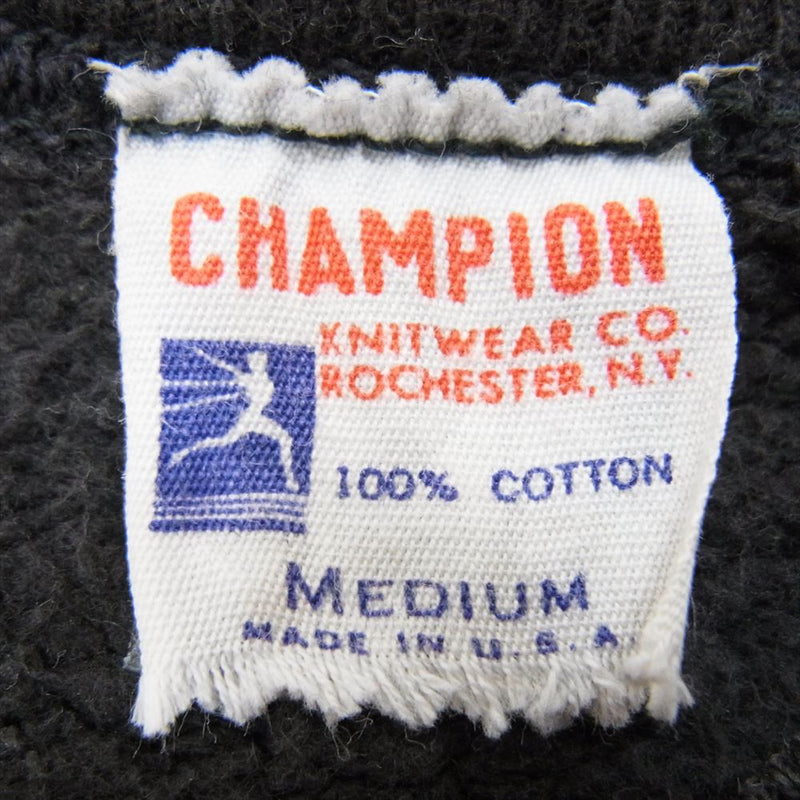 CHAMPION
KNITWEAR CO.
ROCHESTER, N.Y.
100% COTTON
MEDIUM
MADE IN U.S.A.